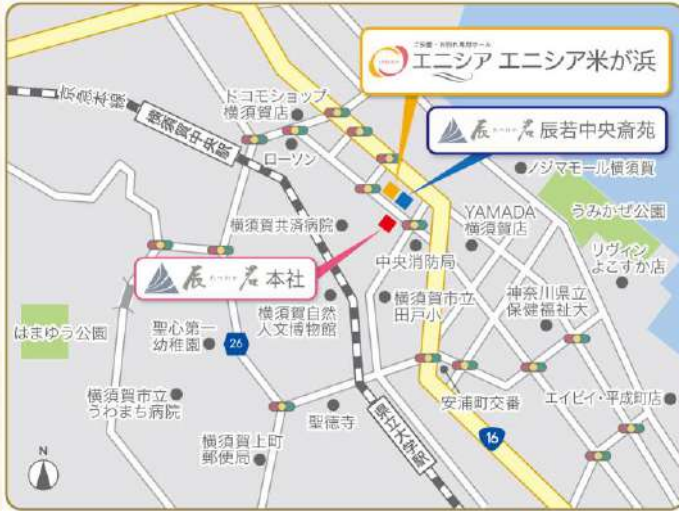 ご安置・お別れ専用ホール
エニシア エニシア米が浜
辰若 辰若中央斎苑
京急本線
横須賀中央駅
ドコモショップ
横須賀店
ローソン
ノジマモール横須賀
うみかぜ公園
横須賀共済病院
YAMADA
横須賀店
中央消防局
リヴィン
よこすか店
辰若 本社
横須賀自然
人文博物館
横須賀市立
田戸小
神奈川県立
保健福祉大
はまゆう公園
聖心第一
幼稚園
26
横須賀市立
うわまち病院
安浦町交番
エイビイ・平成町店
聖徳寺
横須賀上町
郵便局
県立大学駅
16
N